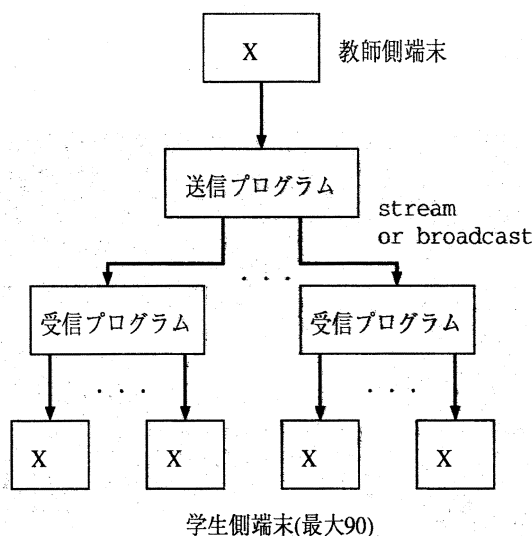 X 教師側端末
送信プログラム
stream
or broadcast
. . .
受信プログラム 受信プログラム
. . . . . .
X X X X
学生側端末(最大90)